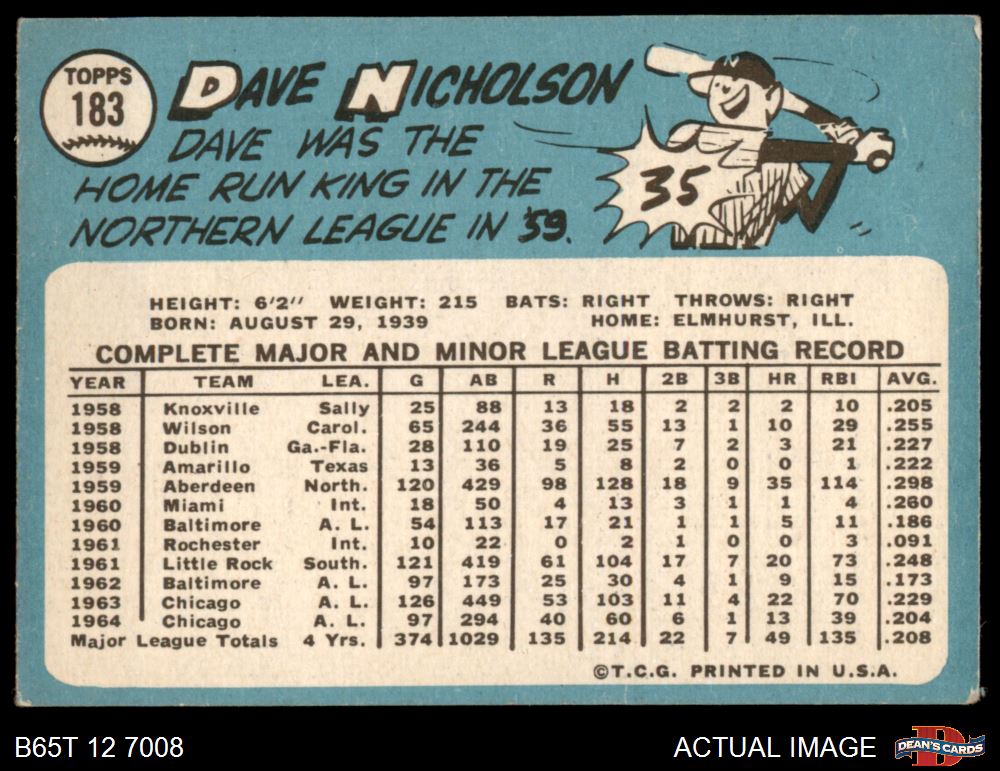 TOPPS
183
DAVE NICHOLSON
DAVE WAS THE
HOME RUN KING IN THE
NORTHERN LEAGUE IN '59.
35
HEIGHT: 6'2" WEIGHT: 215 BATS: RIGHT THROWS: RIGHT
BORN: AUGUST 29, 1939 HOME: ELMHURST, ILL.
COMPLETE MAJOR AND MINOR LEAGUE BATTING RECORD
YEAR TEAM LEA. G AB R H 2B 3B HR RBI AVG.
1958 Knoxville Sally 25 88 13 18 2 2 2 10 .205
1958 Wilson Carol. 65 244 36 55 13 1 10 29 .255
1958 Dublin Ga.-Fla. 28 110 19 25 7 2 3 21 .227
1959 Amarillo Texas 13 36 5 8 2 0 0 1 .222
1959 Aberdeen North. 120 429 98 128 18 9 35 114 .298
1960 Miami Int. 18 50 4 13 3 1 1 4 .260
1960 Baltimore A. L. 54 113 17 21 1 1 5 11 .186
1961 Rochester Int. 10 22 0 2 1 0 0 3 .091
1961 Little Rock South. 121 419 61 104 17 7 20 73 .248
1962 Baltimore A. L. 97 173 25 30 4 1 9 15 .173
1963 Chicago A. L. 126 449 53 103 11 4 22 70 .229
1964 Chicago A. L. 97 294 40 60 6 1 13 39 .204
Major League Totals 4 Yrs. 374 1029 135 214 22 7 49 135 .208
©T.C.G. PRINTED IN U.S.A.
B65T 12 7008
ACTUAL IMAGE
D
DEAN'S CARDS